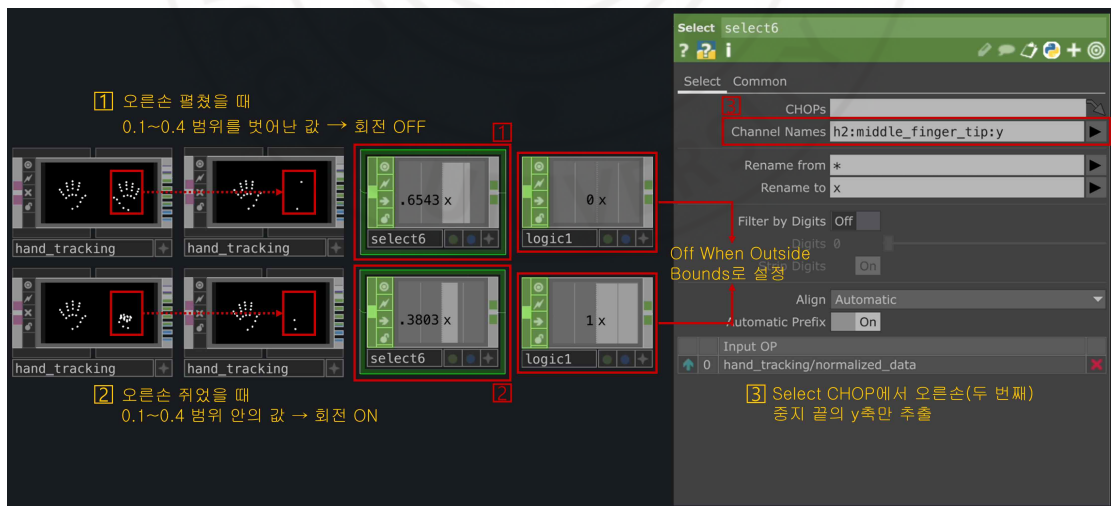 1 오른손 펼쳤을 때
0.1~0.4 범위를 벗어난 값 → 회전 OFF
1
hand_tracking
hand_tracking
.6543 x
select6
0 x
logic1
hand_tracking
hand_tracking
.3803 x
select6
1 x
logic1
2
2 오른손 쥐었을 때
0.1~0.4 범위 안의 값 → 회전 ON
Off When Outside
Bounds로 설정
Select select6
? ? i
Select Common
3
CHOPs
Channel Names h2:middle_finger_tip:y
Rename from *
Rename to x
Filter by Digits Off
Digits 0
Strip Digits On
Align Automatic
Automatic Prefix On
Input OP
0 hand_tracking/normalized_data
3 Select CHOP에서 오른손(두 번째)
중지 끝의 y축만 추출